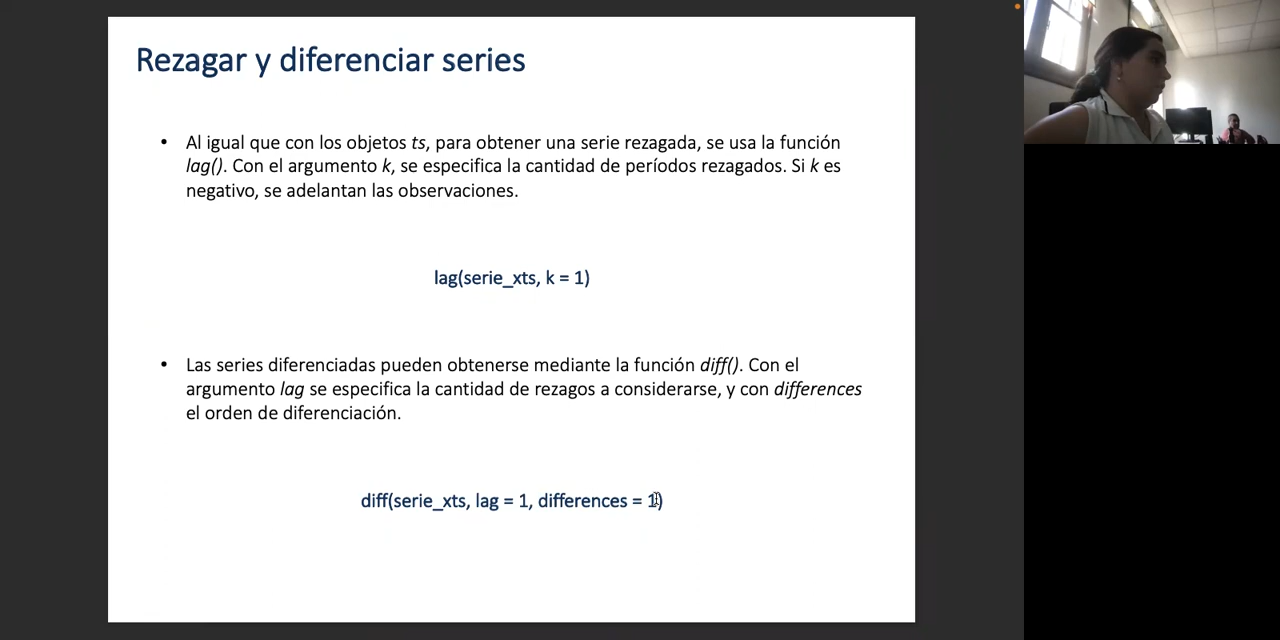 Rezagar y diferenciar series
• Al igual que con los objetos ts, para obtener una serie rezagada, se usa la función
lag(). Con el argumento k, se especifica la cantidad de períodos rezagados. Si k es
negativo, se adelantan las observaciones.
lag(serie_xts, k = 1)
• Las series diferenciadas pueden obtenerse mediante la función diff(). Con el
argumento lag se especifica la cantidad de rezagos a considerarse, y con differences
el orden de diferenciación.
diff(serie_xts, lag = 1, differences = 1)